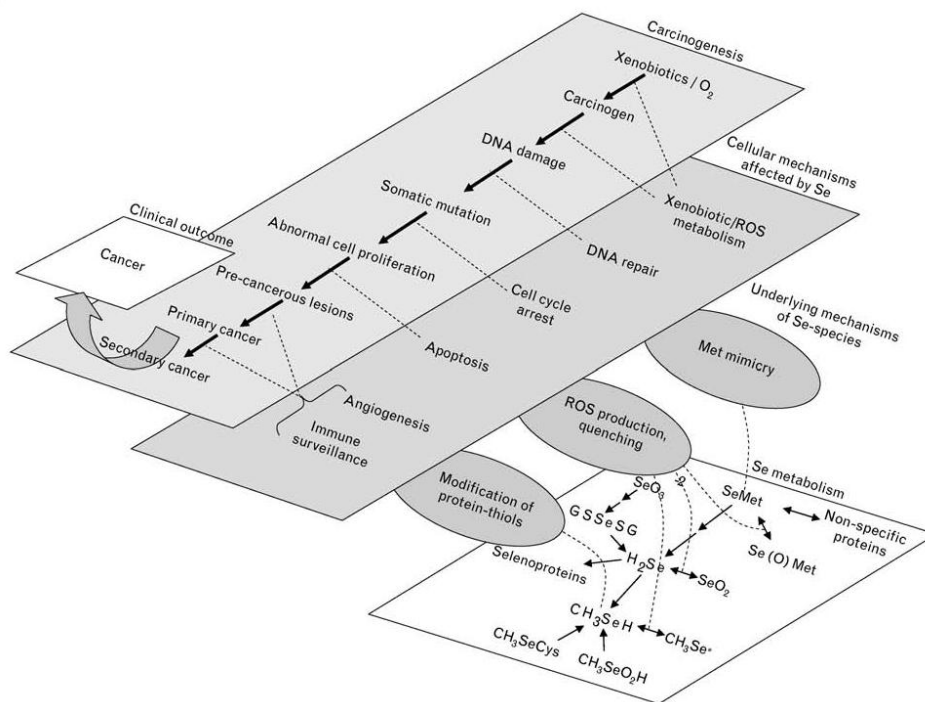 Carcinogenesis
Xenobiotics / O2
Carcinogen
DNA damage
Somatic mutation
Abnormal cell proliferation
Pre-cancerous lesions
Primary cancer
Secondary cancer
Clinical outcome
Cancer
Cellular mechanisms
affected by Se
Xenobiotic/ROS
metabolism
DNA repair
Cell cycle
arrest
Apoptosis
Angiogenesis
Immune
surveillance
Underlying mechanisms
of Se-species
Met mimicry
ROS production,
quenching
Modification of
protein-thiols
Se metabolism
SeO3
?
SeMet
Non-specific
proteins
GSSeSG
Se (O) Met
H2Se
Selenoproteins
SeO2
CH3SeH
CH3Se•
CH3SeCys
CH3SeO2H